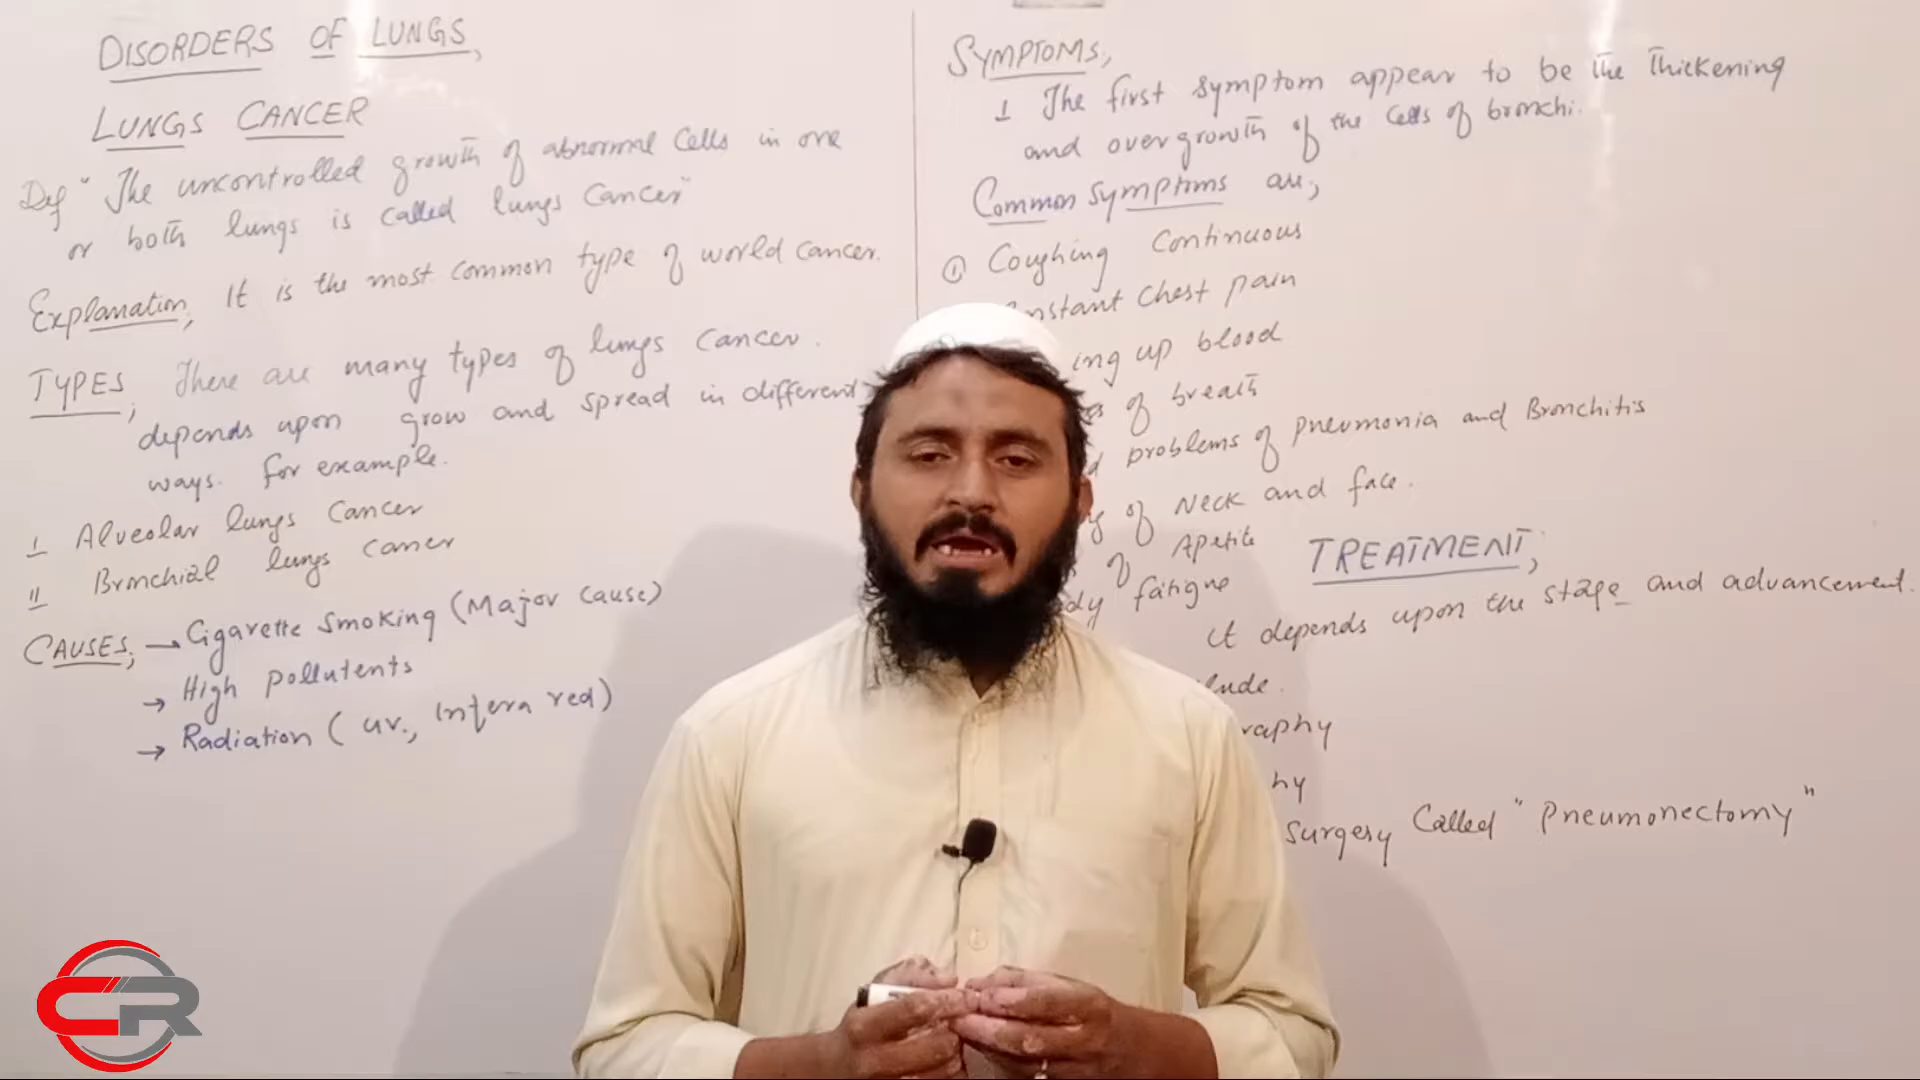 DISORDERS OF LUNGS,
LUNGS CANCER
Def "The uncontrolled growth of abnormal Cells in one
or both lungs is called lungs Cancer"
Explanation, It is the most common type of world cancer.
TYPES, There are many types of lungs cancer.
depends upon grow and spread in different
ways. for example.
I Alveolar lungs Cancer
II Bronchial lungs caner
CAUSES, → Cigarette smoking (Major cause)
→ High pollutents
→ Radiation ( uv., infera red)
SYMPTOMS,
I The first symptom appear to be the thickening
and overgrowth of the cells of bronchi.
Common symptoms are,
① Coughing Continuous
chest pain
up blood
of breath
problems of pneumonia and Bronchitis
of Neck and face.
of Apetite
fatigue
TREATMENT,
it depends upon the stage and advancement.
surgery Called "pneumonectomy"
CR